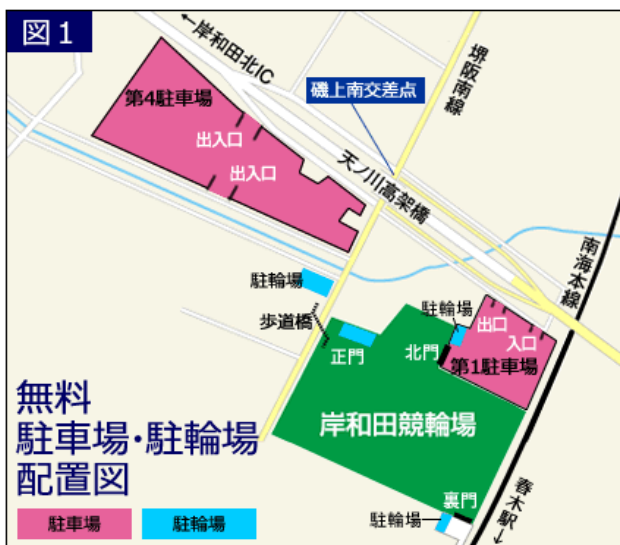 図1
←岸和田北IC
堺阪南線
第4駐車場
磯上南交差点
出入口
出入口
天ノ川高架橋
南海本線
駐輪場
歩道橋
駐輪場
出口
入口
正門
北門
第1駐車場
岸和田競輪場
無料
駐車場・駐輪場
配置図
裏門
駐輪場
春木駅→
駐車場
駐輪場